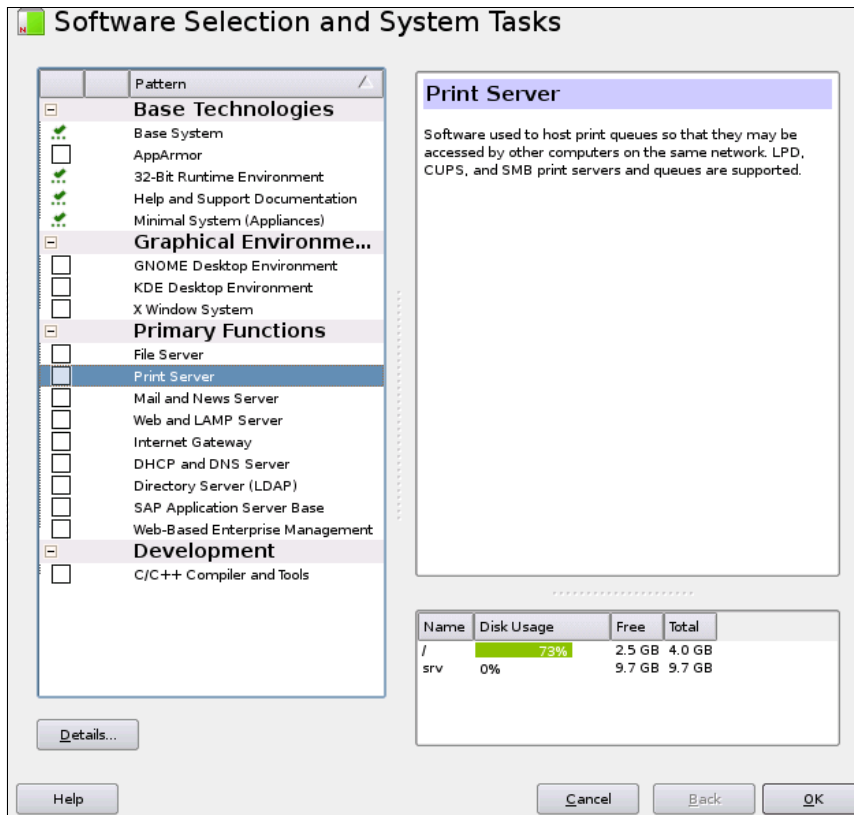 Software Selection and System Tasks
Pattern
Base Technologies
Base System
AppArmor
32-Bit Runtime Environment
Help and Support Documentation
Minimal System (Appliances)
Graphical Environme...
GNOME Desktop Environment
KDE Desktop Environment
X Window System
Primary Functions
File Server
Print Server
Mail and News Server
Web and LAMP Server
Internet Gateway
DHCP and DNS Server
Directory Server (LDAP)
SAP Application Server Base
Web-Based Enterprise Management
Development
C/C++ Compiler and Tools
Details...
Print Server
Software used to host print queues so that they may be
accessed by other computers on the same network. LPD,
CUPS, and SMB print servers and queues are supported.
Name Disk Usage Free Total
/ 73% 2.5 GB 4.0 GB
srv 0% 9.7 GB 9.7 GB
Help Cancel Back OK